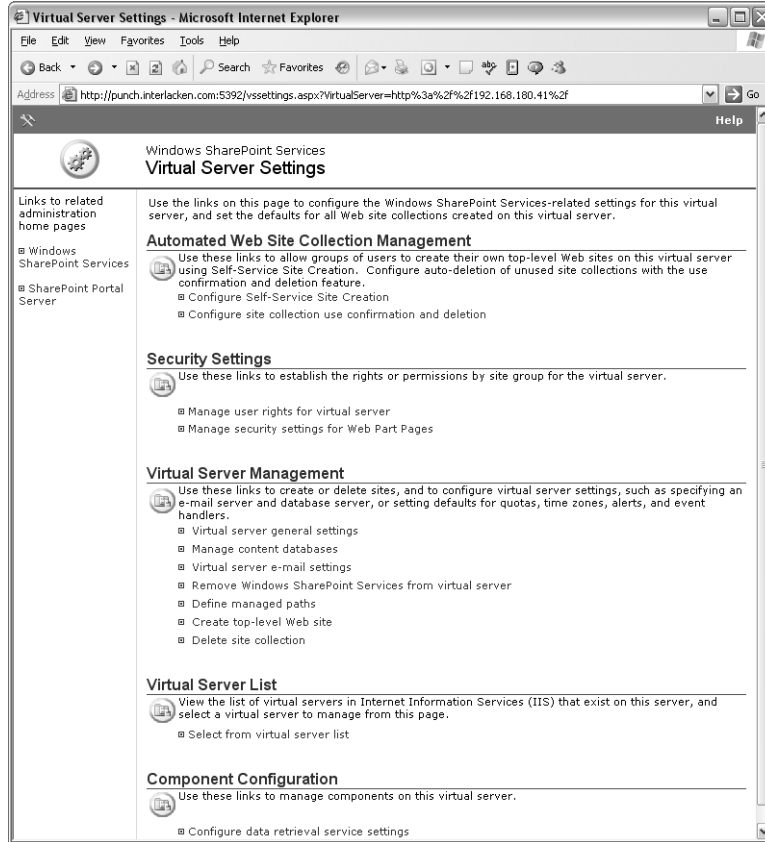 Virtual Server Settings - Microsoft Internet Explorer
File Edit View Favorites Tools Help
Back Search Favorites
Address http://punch.interlacken.com:5392/vssettings.aspx?VirtualServer=http%3a%2f%2f192.168.180.41%2f Go
Help
Windows SharePoint Services
Virtual Server Settings
Links to related
administration
home pages
Windows
SharePoint Services
SharePoint Portal
Server
Use the links on this page to configure the Windows SharePoint Services-related settings for this virtual
server, and set the defaults for all Web site collections created on this virtual server.
Automated Web Site Collection Management
Use these links to allow groups of users to create their own top-level Web sites on this virtual server
using Self-Service Site Creation. Configure auto-deletion of unused site collections with the use
confirmation and deletion feature.
Configure Self-Service Site Creation
Configure site collection use confirmation and deletion
Security Settings
Use these links to establish the rights or permissions by site group for the virtual server.
Manage user rights for virtual server
Manage security settings for Web Part Pages
Virtual Server Management
Use these links to create or delete sites, and to configure virtual server settings, such as specifying an
e-mail server and database server, or setting defaults for quotas, time zones, alerts, and event
handlers.
Virtual server general settings
Manage content databases
Virtual server e-mail settings
Remove Windows SharePoint Services from virtual server
Define managed paths
Create top-level Web site
Delete site collection
Virtual Server List
View the list of virtual servers in Internet Information Services (IIS) that exist on this server, and
select a virtual server to manage from this page.
Select from virtual server list
Component Configuration
Use these links to manage components on this virtual server.
Configure data retrieval service settings